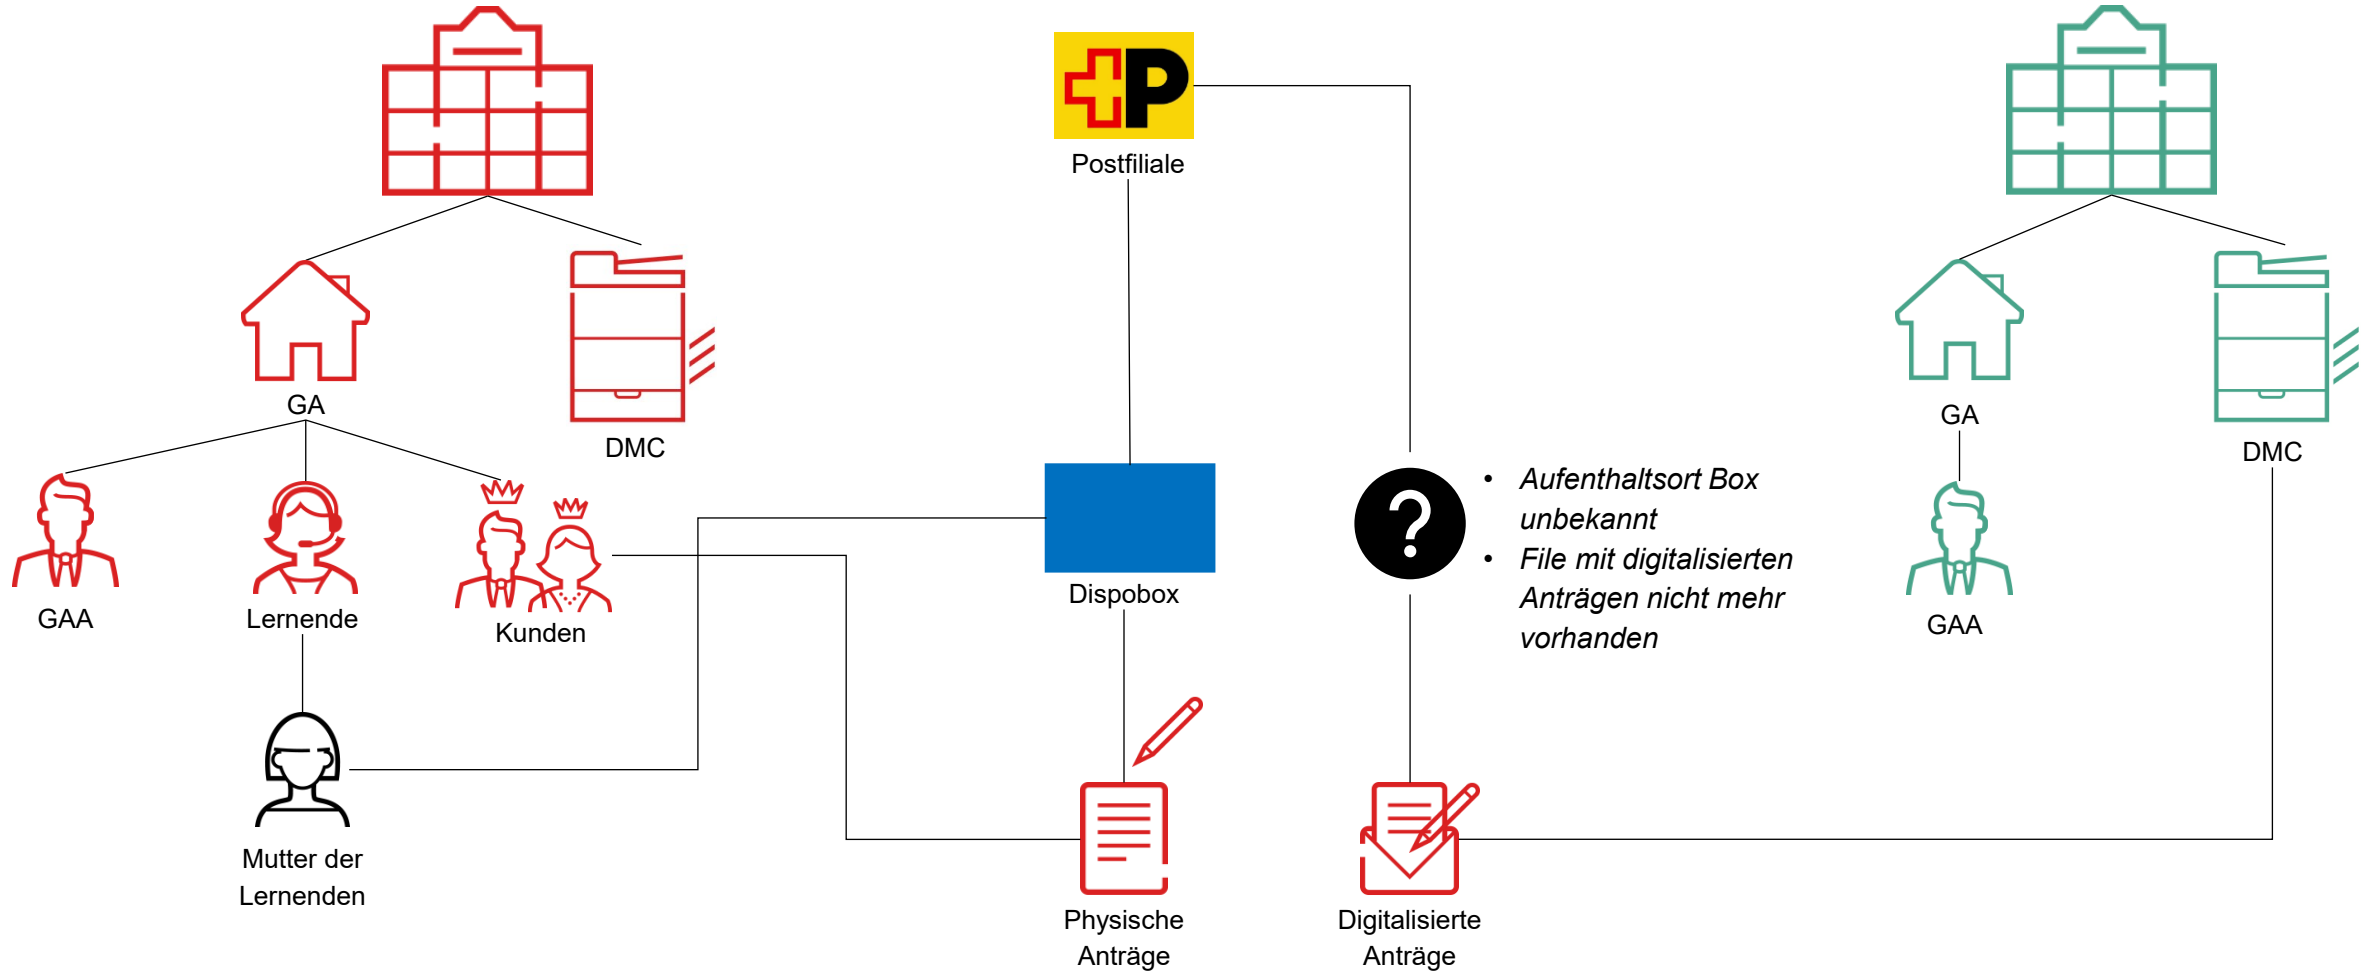 P
Postfiliale
GA
DMC
GAA
Lernende
Kunden
Mutter der
Lernenden
Dispobox
Physische
Anträge
?
• Aufenthaltsort Box
unbekannt
• File mit digitalisierten
Anträgen nicht mehr
vorhanden
Digitalisierte
Anträge
GA
DMC
GAA